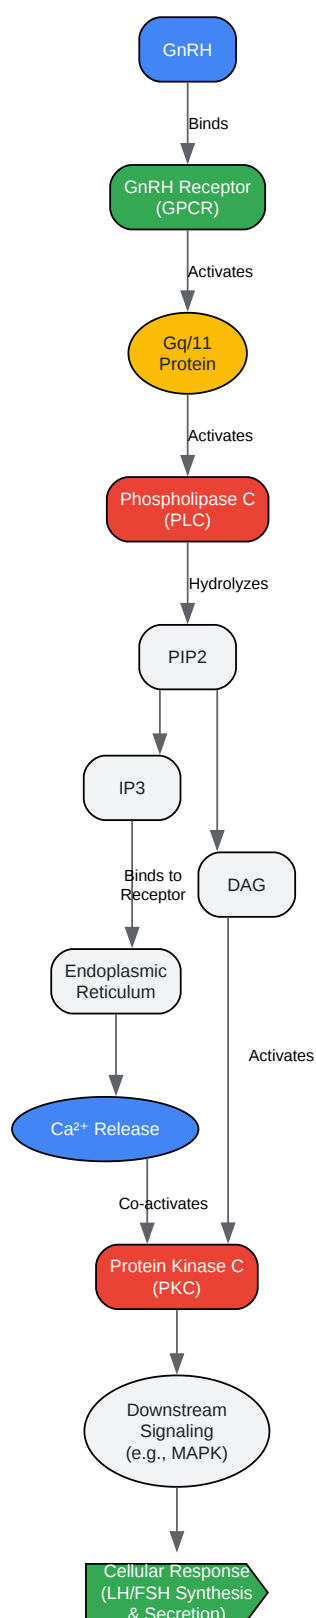 GnRH
Binds
GnRH Receptor
(GPCR)
Activates
Gq/11
Protein
Activates
Phospholipase C
(PLC)
Hydrolyzes
PIP2
IP3
Binds to
Receptor
DAG
Endoplasmic
Reticulum
Activates
Ca²⁺ Release
Co-activates
Protein Kinase C
(PKC)
Downstream
Signaling
(e.g., MAPK)
Cellular Response
(LH/FSH Synthesis
& Secretion)